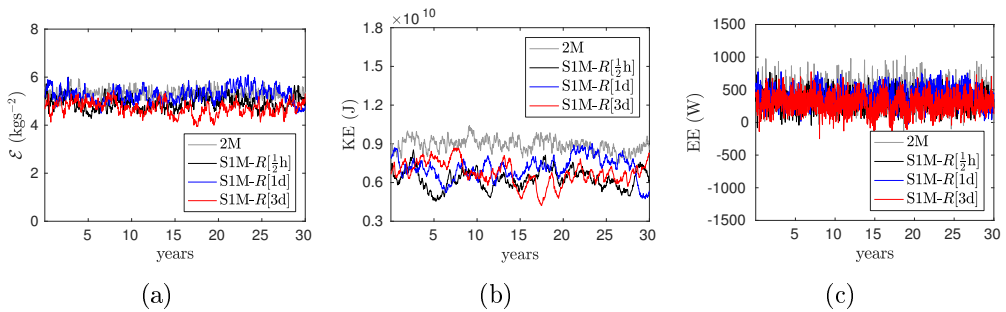 8
6
4
2
0
5
10
15
20
25
30
ℰ (kgs⁻²)
years
2M
S1M-R[½h]
S1M-R[1d]
S1M-R[3d]
(a)
×10¹⁰
1.8
1.5
1.2
0.9
0.6
0.3
5
10
15
20
25
30
KE (J)
years
2M
S1M-R[½h]
S1M-R[1d]
S1M-R[3d]
(b)
1500
1000
500
0
-500
-1000
-1500
5
10
15
20
25
30
EE (W)
years
2M
S1M-R[½h]
S1M-R[1d]
S1M-R[3d]
(c)